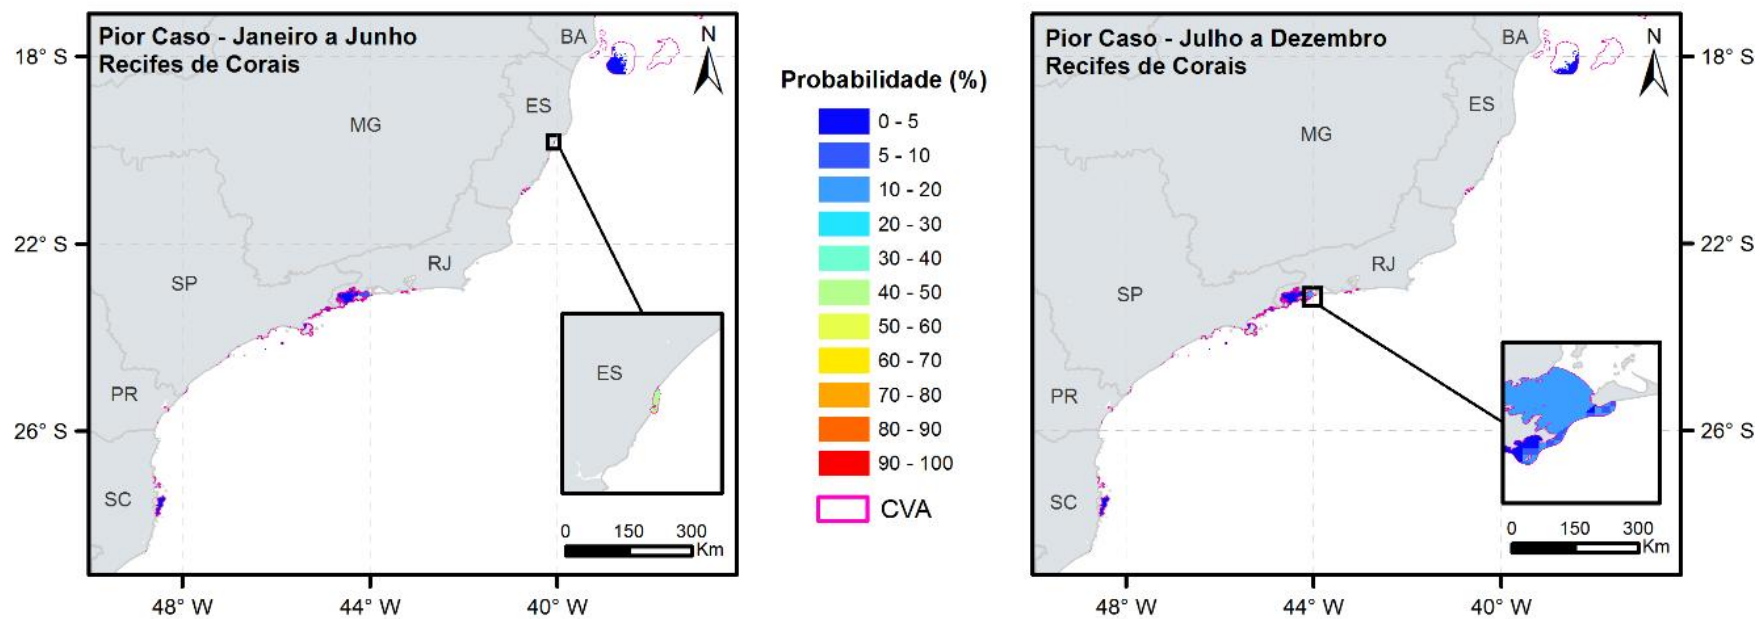 Pior Caso - Janeiro a Junho
Recifes de Corais
N
BA
ES
MG
RJ
SP
PR
SC
ES
18° S
22° S
26° S
48° W
44° W
40° W
0 150 300
Km
Probabilidade (%)
0 - 5
5 - 10
10 - 20
20 - 30
30 - 40
40 - 50
50 - 60
60 - 70
70 - 80
80 - 90
90 - 100
CVA
Pior Caso - Julho a Dezembro
Recifes de Corais
N
BA
ES
MG
RJ
SP
PR
SC
18° S
22° S
26° S
48° W
44° W
40° W
0 150 300
Km